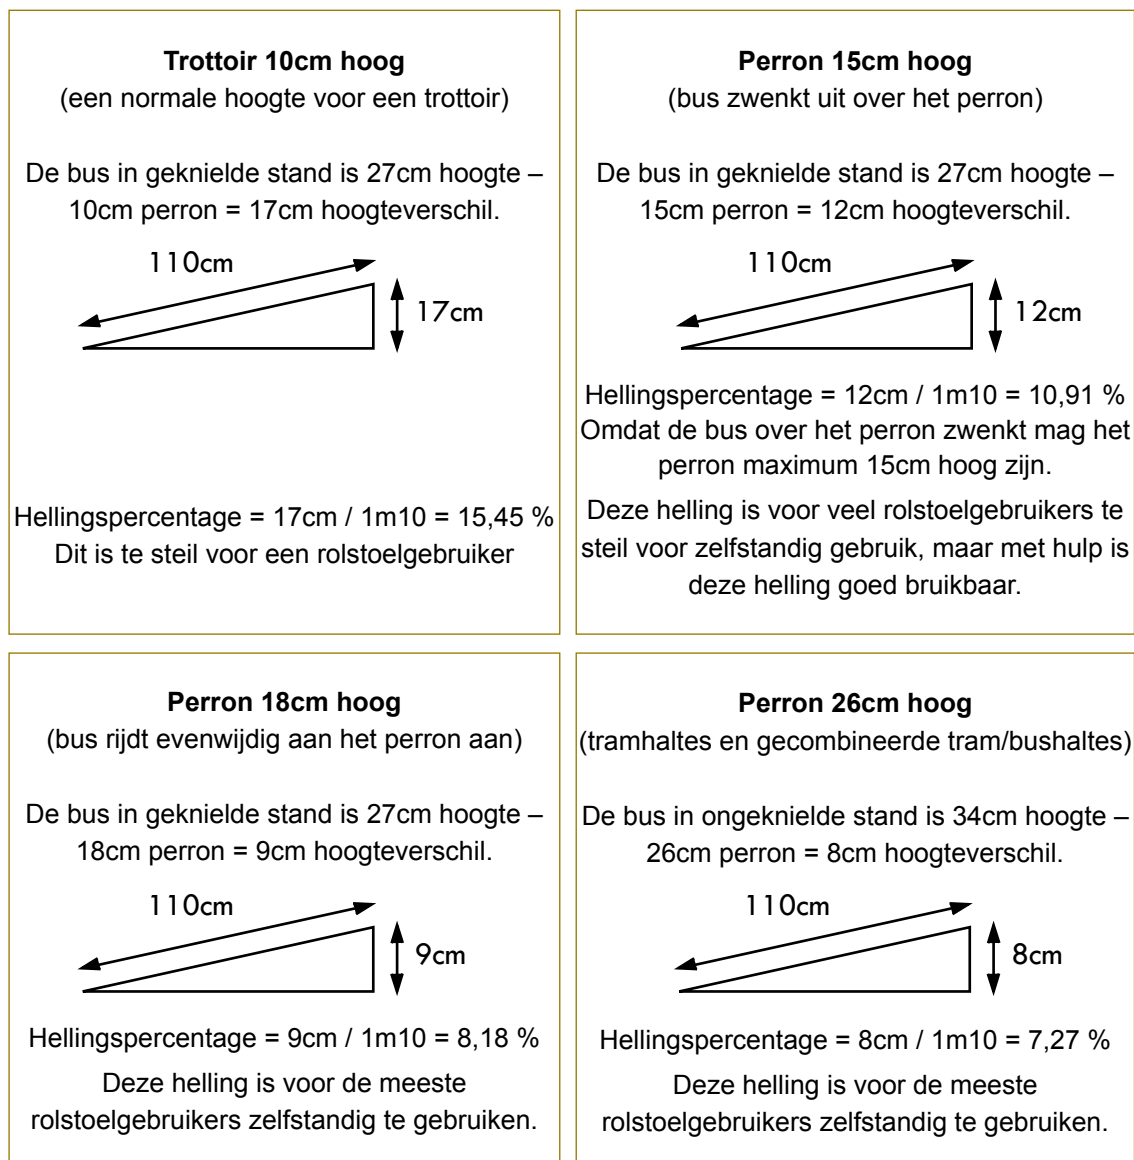 Trottoir 10cm hoog
(een normale hoogte voor een trottoir)
De bus in geknielde stand is 27cm hoogte –
10cm perron = 17cm hoogteverschil.
110cm
17cm
Hellingspercentage = 17cm / 1m10 = 15,45 %
Dit is te steil voor een rolstoelgebruiker
Perron 15cm hoog
(bus zwenkt uit over het perron)
De bus in geknielde stand is 27cm hoogte –
15cm perron = 12cm hoogteverschil.
110cm
12cm
Hellingspercentage = 12cm / 1m10 = 10,91 %
Omdat de bus over het perron zwenkt mag het
perron maximum 15cm hoog zijn.
Deze helling is voor veel rolstoelgebruikers te
steil voor zelfstandig gebruik, maar met hulp is
deze helling goed bruikbaar.
Perron 18cm hoog
(bus rijdt evenwijdig aan het perron aan)
De bus in geknielde stand is 27cm hoogte –
18cm perron = 9cm hoogteverschil.
110cm
9cm
Hellingspercentage = 9cm / 1m10 = 8,18 %
Deze helling is voor de meeste
rolstoelgebruikers zelfstandig te gebruiken.
Perron 26cm hoog
(tramhaltes en gecombineerde tram/bushaltes)
De bus in ongeknielde stand is 34cm hoogte –
26cm perron = 8cm hoogteverschil.
110cm
8cm
Hellingspercentage = 8cm / 1m10 = 7,27 %
Deze helling is voor de meeste
rolstoelgebruikers zelfstandig te gebruiken.